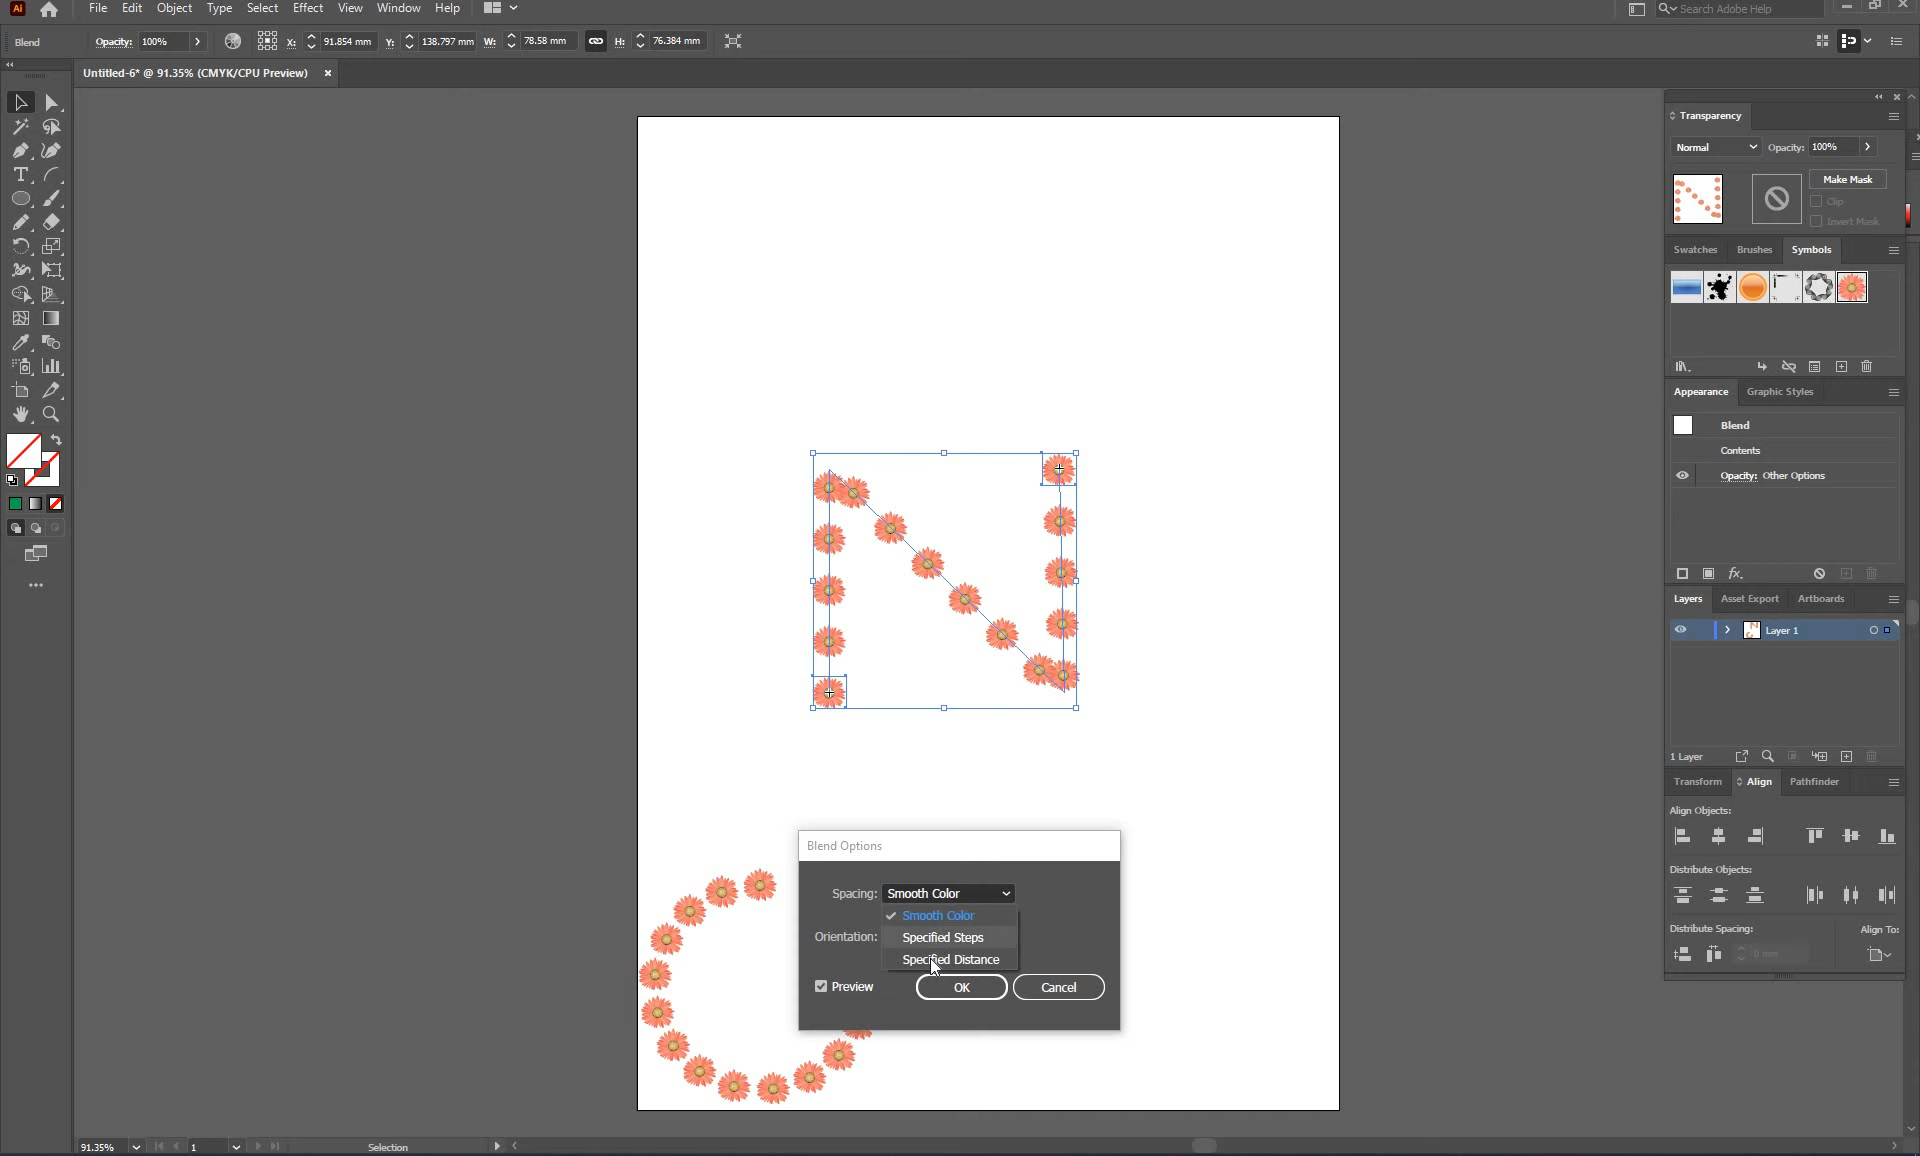 Ai File Edit Object Type Select Effect View Window Help Search Adobe Help
Blend Opacity: 100% X: 91.854 mm Y: 138.797 mm W: 78.58 mm H: 76.384 mm
Untitled-6* @ 91.35% (CMYK/CPU Preview) ×
Transparency
Normal Opacity: 100%
Make Mask
Clip
Invert Mask
Swatches Brushes Symbols
Appearance Graphic Styles
Blend
Contents
Opacity: Other Options
fx.
Layers Asset Export Artboards
Layer 1
1 Layer
Transform Align Pathfinder
Align Objects:
Distribute Objects:
Distribute Spacing: Align To:
0 mm
Blend Options
Spacing: Smooth Color
Smooth Color
Orientation: Specified Steps
Specified Distance
Preview OK Cancel
91.35% 1 Selection